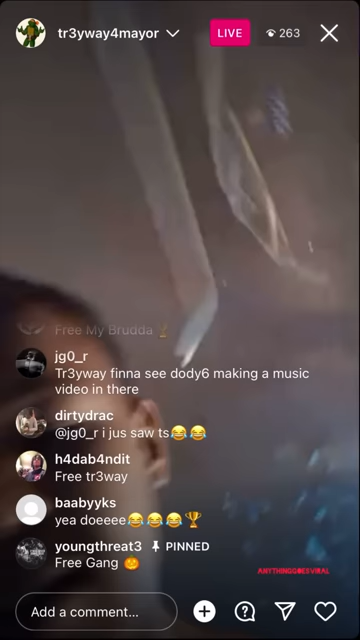 tr3yway4mayor
LIVE
263
Free My Brudda
jg0_r
Tr3yway finna see dody6 making a music
video in there
dirtydrac
@jg0_r i jus saw ts😂😂
h4dab4ndit
Free tr3way
baabyyks
yea doeeee😂😂😂🏆
youngthreat3 PINNED
Free Gang 🎃
ANYTHINGGOESVIRAL
Add a comment...